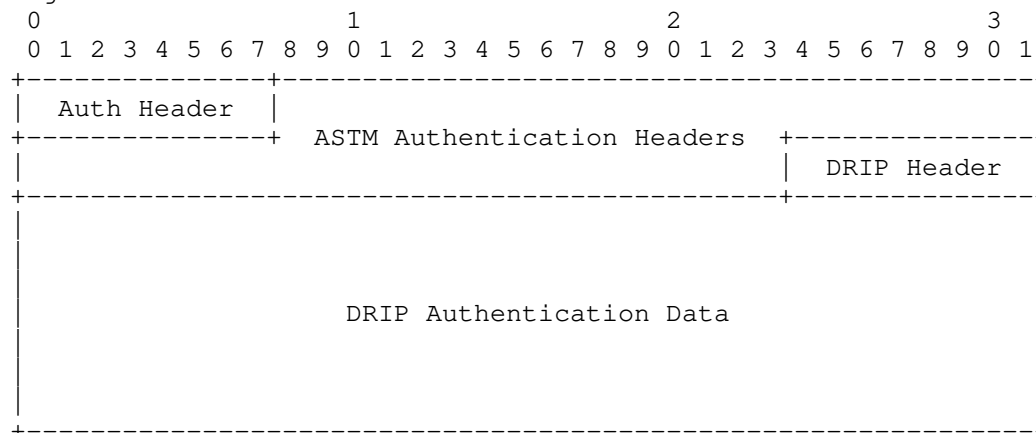 0                   1                   2                   3
0 1 2 3 4 5 6 7 8 9 0 1 2 3 4 5 6 7 8 9 0 1 2 3 4 5 6 7 8 9 0 1
+---------------+-----------------------------------------------
|  Auth Header  |
+---------------+  ASTM Authentication Headers  +---------------
|                                               |  DRIP Header
+-----------------------------------------------+---------------
|
|
|
|                    DRIP Authentication Data
|
|
|
+---------------------------------------------------------------